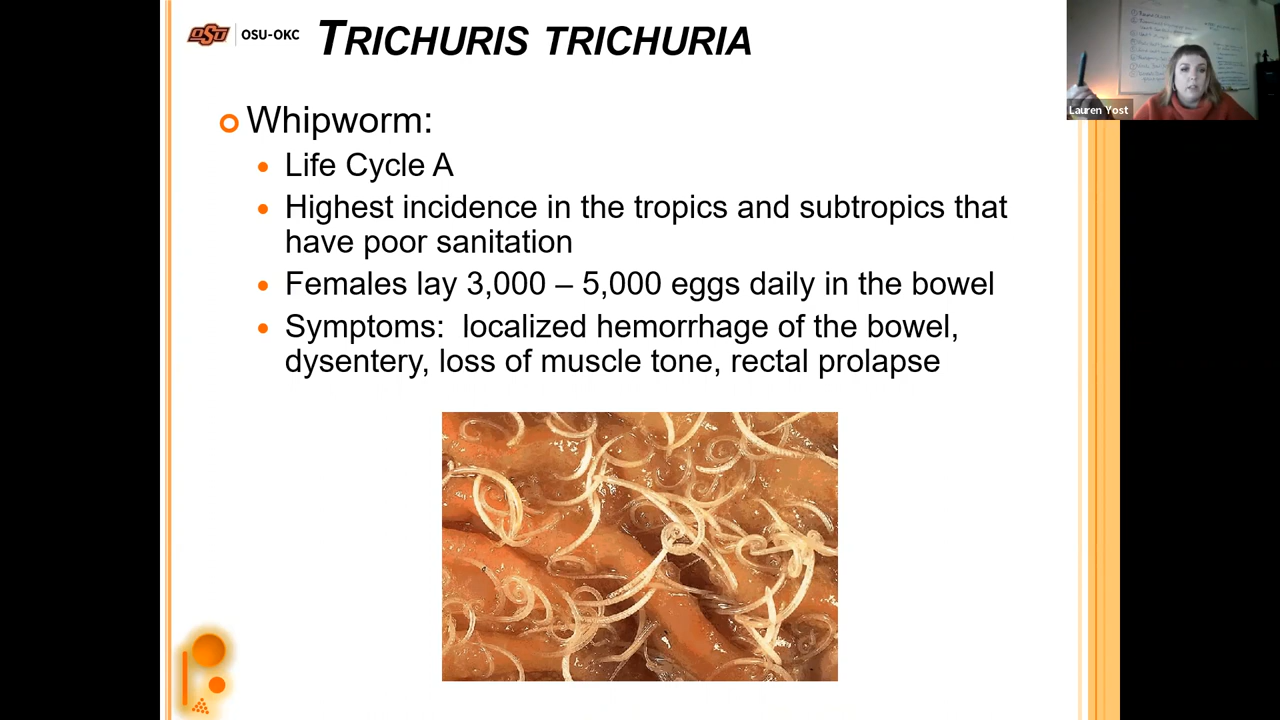 OSU OSU-OKC TRICHURIS TRICHURIA
Lauren Yost
Whipworm:
Life Cycle A
Highest incidence in the tropics and subtropics that
have poor sanitation
Females lay 3,000 – 5,000 eggs daily in the bowel
Symptoms: localized hemorrhage of the bowel,
dysentery, loss of muscle tone, rectal prolapse